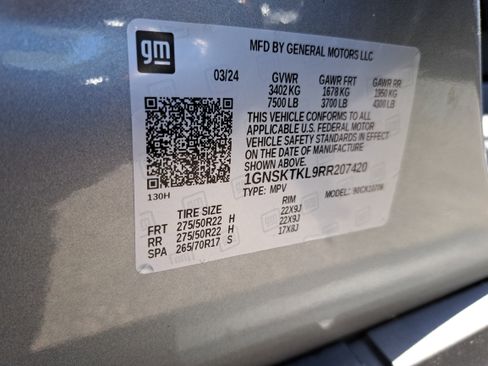 gm
MFD BY GENERAL MOTORS LLC
03/24 GVWR GAWR FRT GAWR RR
3402 KG 1678 KG 1950 KG
7500 LB 3700 LB 4300 LB
THIS VEHICLE CONFORMS TO ALL
APPLICABLE U.S. FEDERAL MOTOR
VEHICLE SAFETY STANDARDS IN EFFECT
ON THE DATE OF MANUFACTURE
1GNSKTKL9RR207420
130H TYPE: MPV MODEL:
TIRE SIZE RIM
FRT 275/50R22 H 22X9J
RR 275/50R22 H 22X9J
SPA 265/70R17 S 17X8J